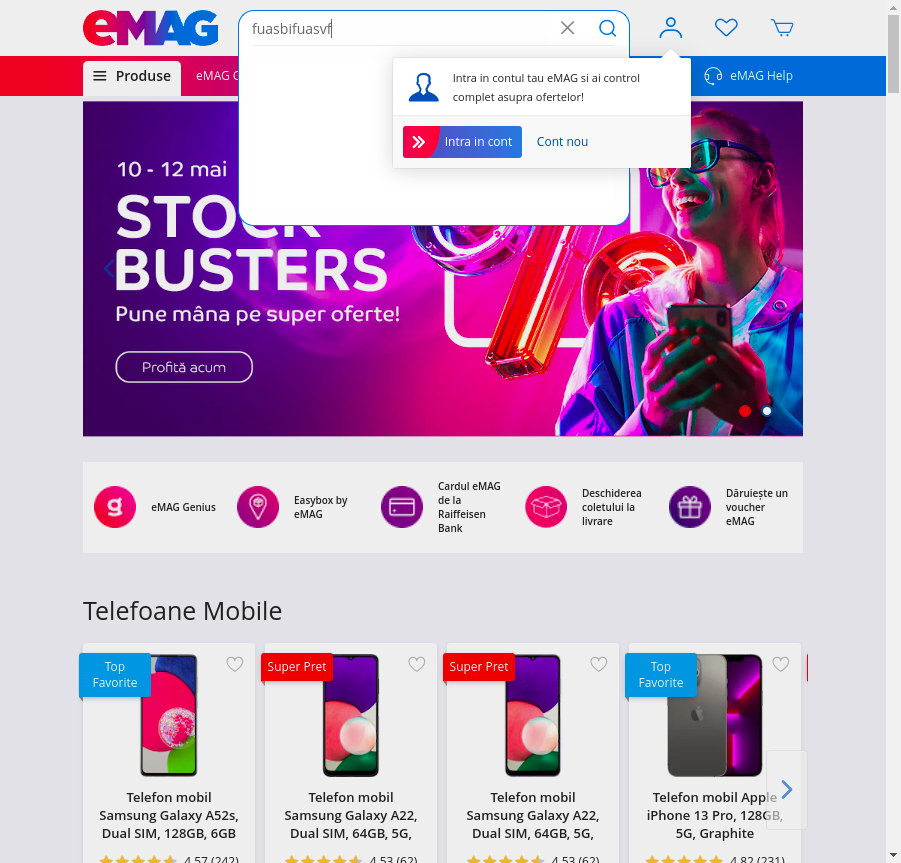 eMAG
fuasbifuasvf
Produse
eMAG G
eMAG Help
Intra in contul tau eMAG si ai control
complet asupra ofertelor!
Intra in cont
Cont nou
10 - 12 mai
STOCK
BUSTERS
Pune mâna pe super oferte!
Profită acum
g
eMAG Genius
Easybox by
eMAG
Cardul eMAG
de la
Raiffeisen
Bank
Deschiderea
coletului la
livrare
Dăruiește un
voucher
eMAG
Telefoane Mobile
Top
Favorite
Telefon mobil
Samsung Galaxy A52s,
Dual SIM, 128GB, 6GB
4.57 (242)
Super Pret
Telefon mobil
Samsung Galaxy A22,
Dual SIM, 64GB, 5G,
4.53 (62)
Super Pret
Telefon mobil
Samsung Galaxy A22,
Dual SIM, 64GB, 5G,
4.53 (62)
Top
Favorite
Telefon mobil Apple
iPhone 13 Pro, 128GB,
5G, Graphite
4.82 (231)